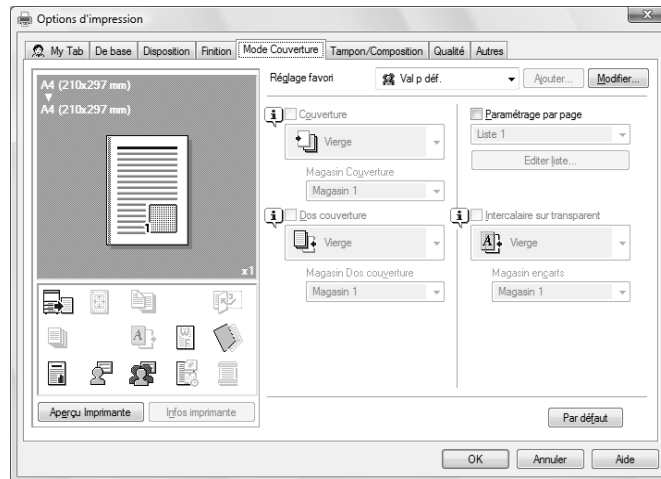 Options d'impression
My Tab De base Disposition Finition Mode Couverture Tampon/Composition Qualité Autres
A4 (210x297 mm)
A4 (210x297 mm)
1
x1
Aperçu Imprimante Infos imprimante
Réglage favori Val p déf. Ajouter... Modifier...
Couverture
Vierge
Magasin Couverture
Magasin 1
Dos couverture
Vierge
Magasin Dos couverture
Magasin 1
Paramétrage par page
Liste 1
Editer liste...
Intercalaire sur transparent
Vierge
Magasin encarts
Magasin 1
Par défaut
OK Annuler Aide